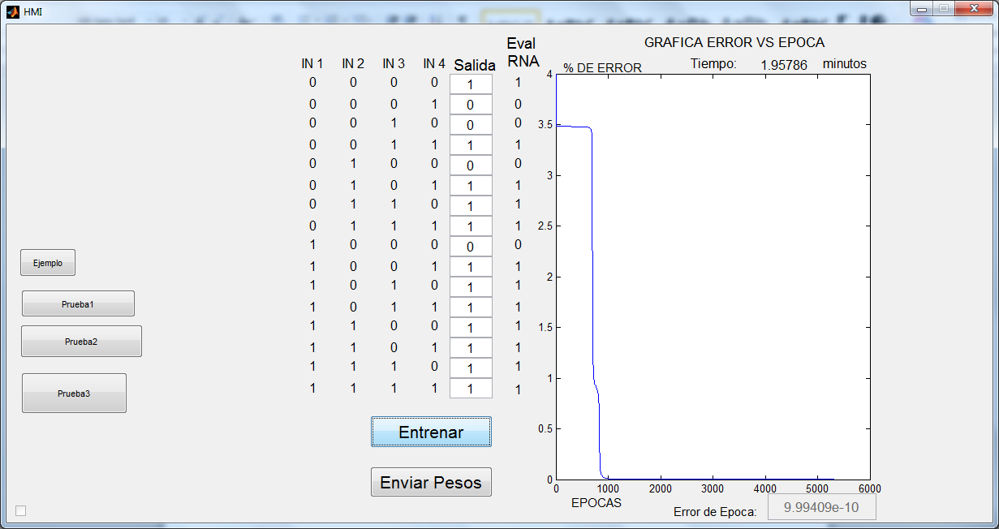 HMI
Eval
RNA
IN 1 IN 2 IN 3 IN 4 Salida
0 0 0 0 1 1
0 0 0 1 0 0
0 0 1 0 0 0
0 0 1 1 1 1
0 1 0 0 0 0
0 1 0 1 1 1
0 1 1 0 1 1
0 1 1 1 1 1
1 0 0 0 0 0
1 0 0 1 1 1
1 0 1 0 1 1
1 0 1 1 1 1
1 1 0 0 1 1
1 1 0 1 1 1
1 1 1 0 1 1
1 1 1 1 1 1
Ejemplo
Prueba1
Prueba2
Prueba3
Entrenar
Enviar Pesos
GRAFICA ERROR VS EPOCA
Tiempo: 1.95786 minutos
% DE ERROR
4
3.5
3
2.5
2
1.5
1
0.5
0
0 1000 2000 3000 4000 5000 6000
EPOCAS
Error de Epoca: 9.99409e-10